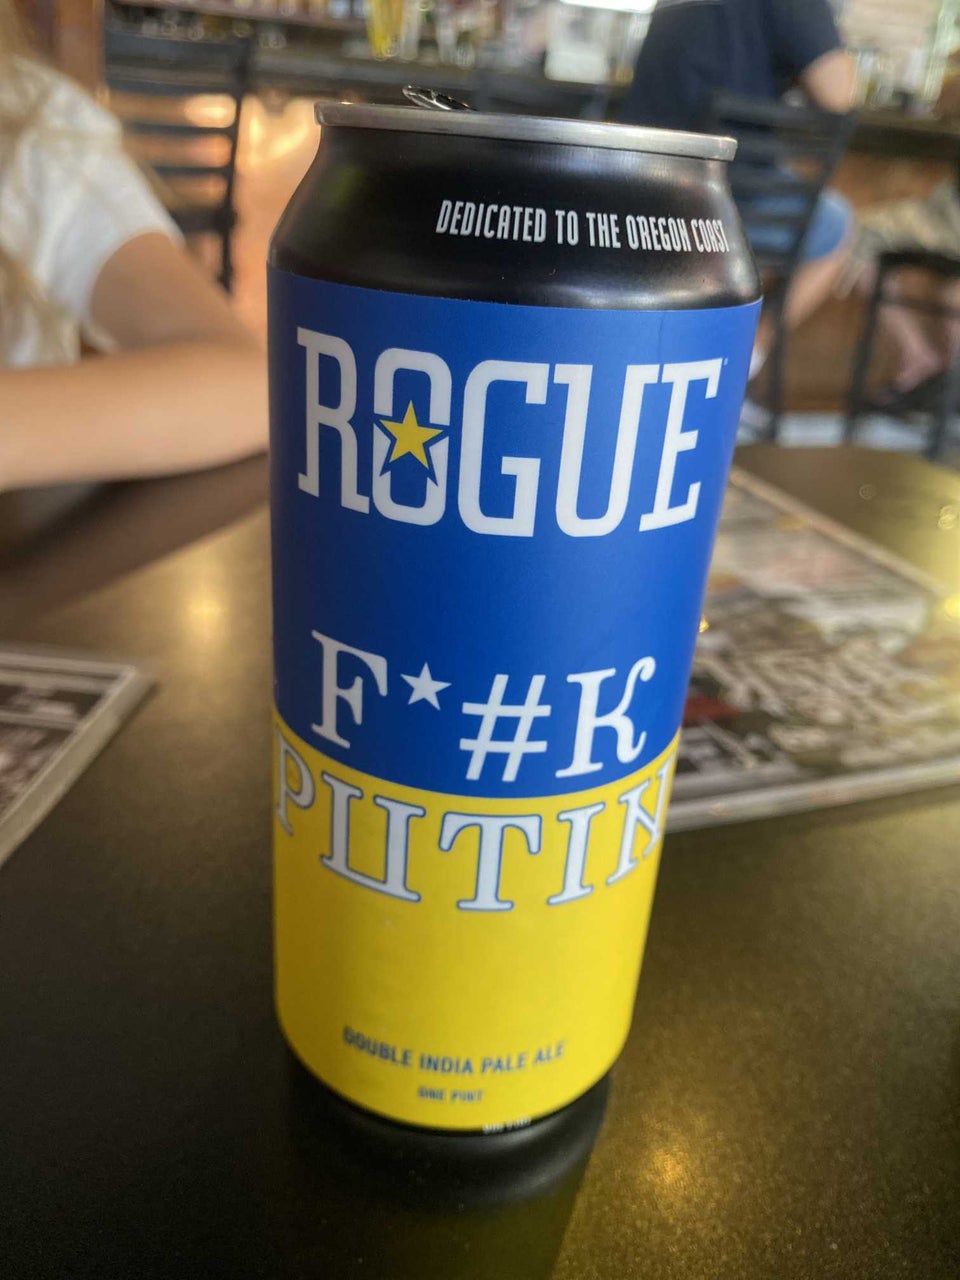 DEDICATED TO THE OREGON COAST
ROGUE
F*#K
PUTIN
DOUBLE INDIA PALE ALE
ONE PINT